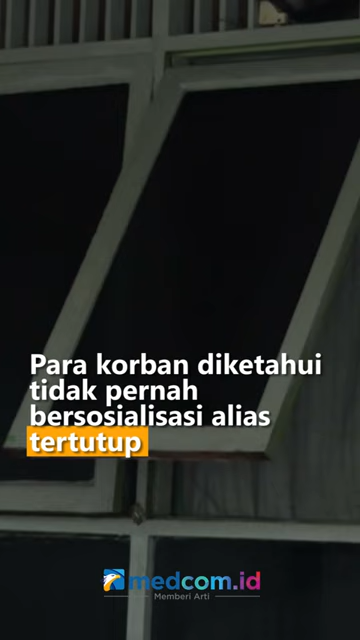 Para korban diketahui
tidak pernah
bersosialisasi alias
tertutup
medcom.id
Memberi Arti